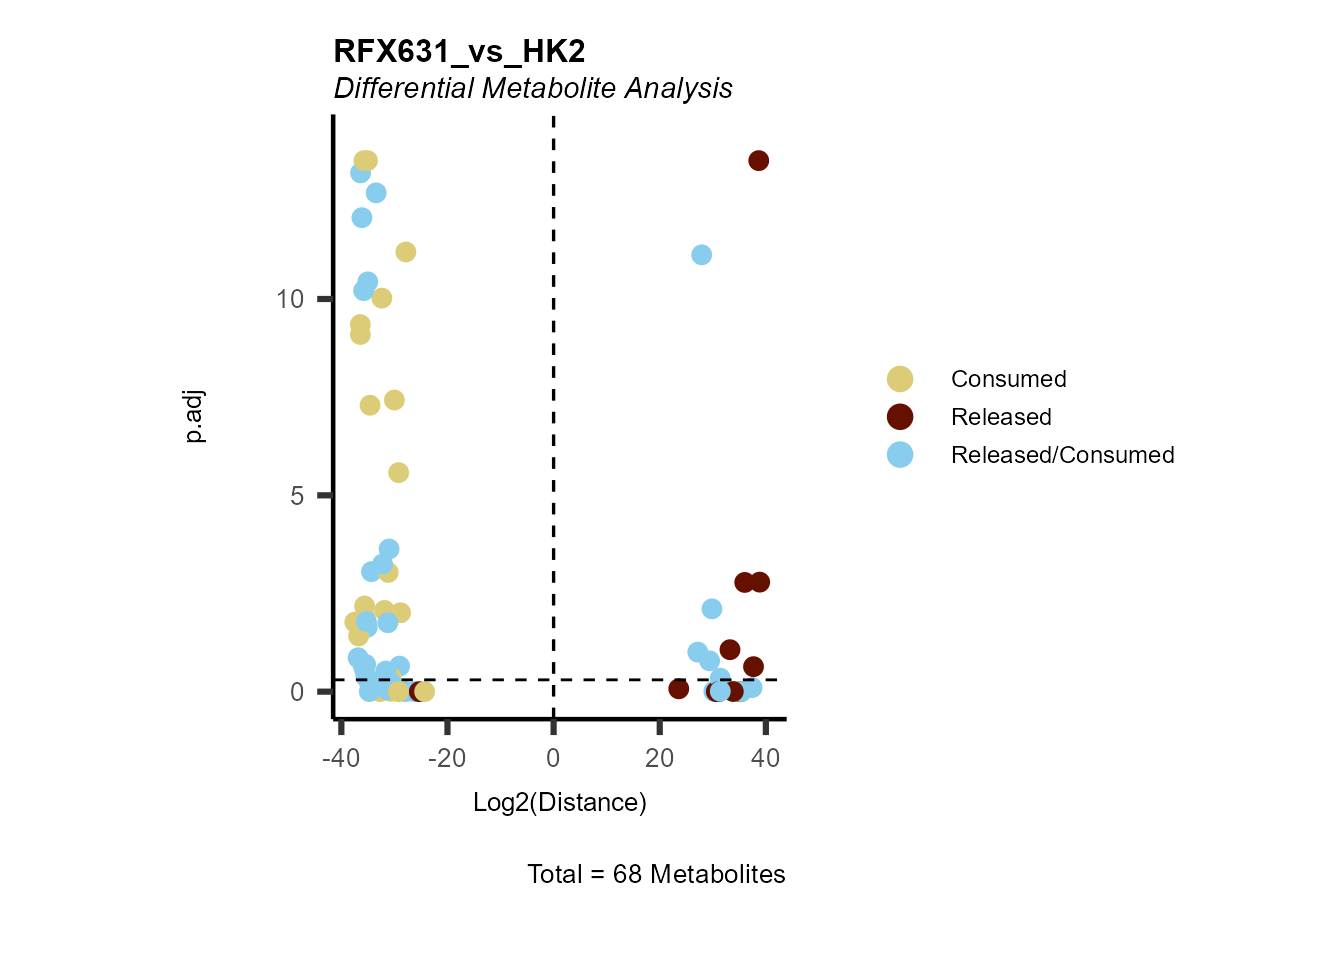 RFX631_vs_HK2
Differential Metabolite Analysis
10
5
0
p.adj
-40 -20 0 20 40
Log2(Distance)
Consumed
Released
Released/Consumed
Total = 68 Metabolites